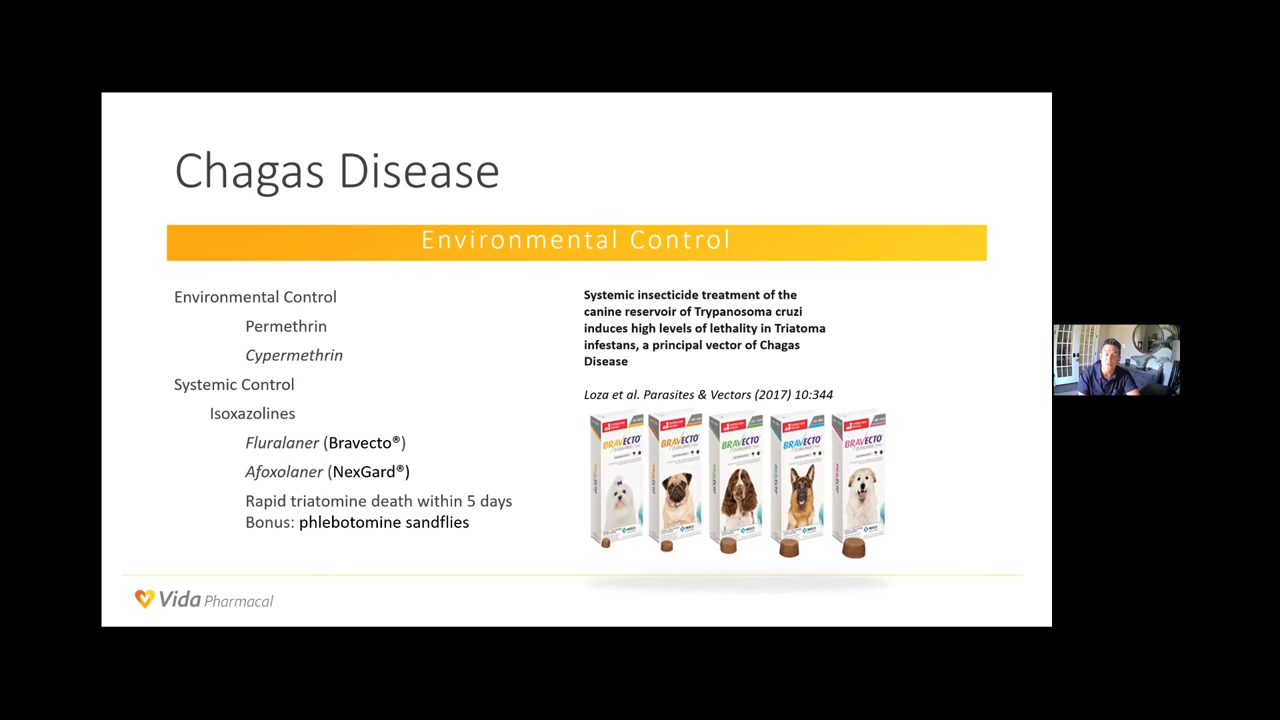 Chagas Disease
Environmental Control
Environmental Control
Permethrin
Cypermethrin
Systemic Control
Isoxazolines
Fluralaner (Bravecto®)
Afoxolaner (NexGard®)
Rapid triatomine death within 5 days
Bonus: phlebotomine sandflies
Systemic insecticide treatment of the
canine reservoir of Trypanosoma cruzi
induces high levels of lethality in Triatoma
infestans, a principal vector of Chagas
Disease
Loza et al. Parasites & Vectors (2017) 10:344
BRAVECTO
BRAVECTO
BRAVECTO
BRAVECTO
BRAVECTO
Vida Pharmacal